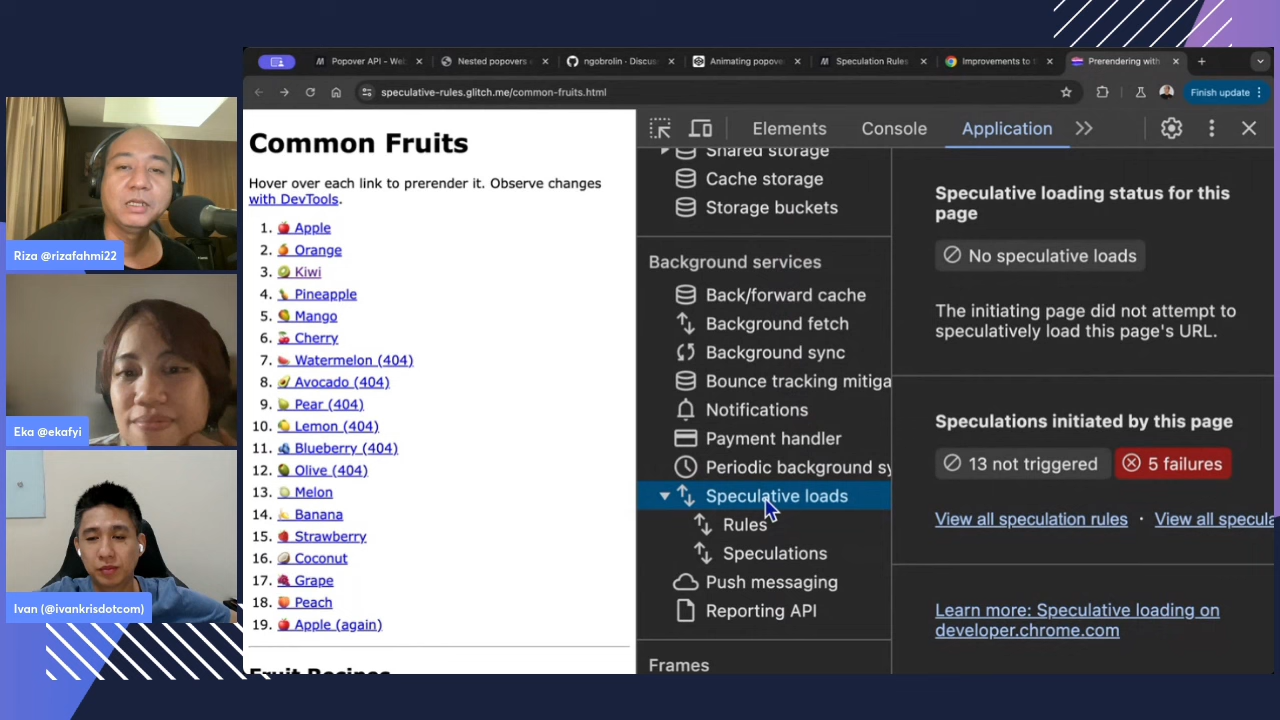 Riza @rizafahmi22
Eka @ekafyi
Ivan (@ivankrisdotcom)
Popover API - Web
Nested popovers
ngobrolin · Discus
Animating popove
Speculation Rules
Improvements to t
Prerendering with
speculative-rules.glitch.me/common-fruits.html
Finish update
Common Fruits
Hover over each link to prerender it. Observe changes
with DevTools.
1. Apple
2. Orange
3. Kiwi
4. Pineapple
5. Mango
6. Cherry
7. Watermelon (404)
8. Avocado (404)
9. Pear (404)
10. Lemon (404)
11. Blueberry (404)
12. Olive (404)
13. Melon
14. Banana
15. Strawberry
16. Coconut
17. Grape
18. Peach
19. Apple (again)
Fruit Recipes
Elements
Console
Application
Shared storage
Cache storage
Storage buckets
Background services
Back/forward cache
Background fetch
Background sync
Bounce tracking mitiga
Notifications
Payment handler
Periodic background sy
Speculative loads
Rules
Speculations
Push messaging
Reporting API
Frames
Speculative loading status for this
page
No speculative loads
The initiating page did not attempt to
speculatively load this page's URL.
Speculations initiated by this page
13 not triggered
5 failures
View all speculation rules · View all specula
Learn more: Speculative loading on
developer.chrome.com